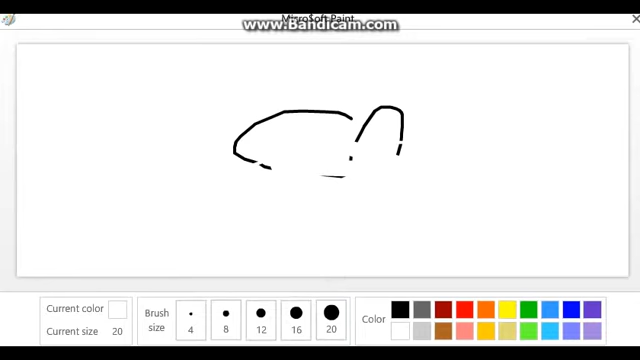 MicroSoft Paint
www.Bandicam.com
Current color
Current size 20
Brush size
4 8 12 16 20
Color